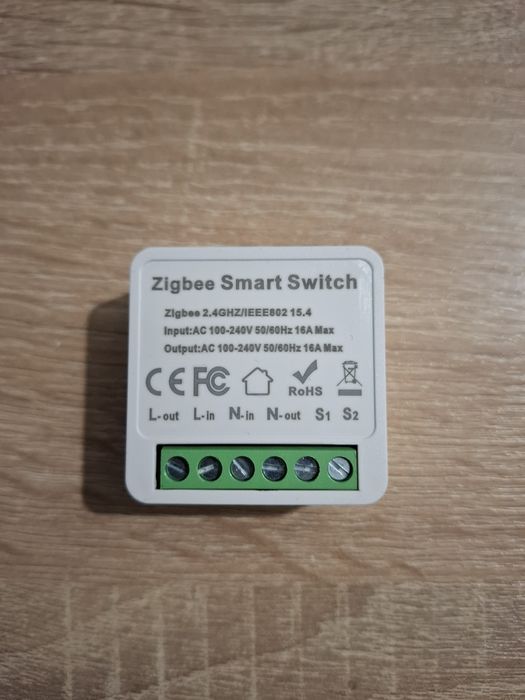 Zigbee Smart Switch
Zigbee 2.4GHZ/IEEE802 15.4
Input:AC 100-240V 50/60Hz 16A Max
Output:AC 100-240V 50/60Hz 16A Max
CE FC RoHS
L-out L-in N-in N-out S1 S2